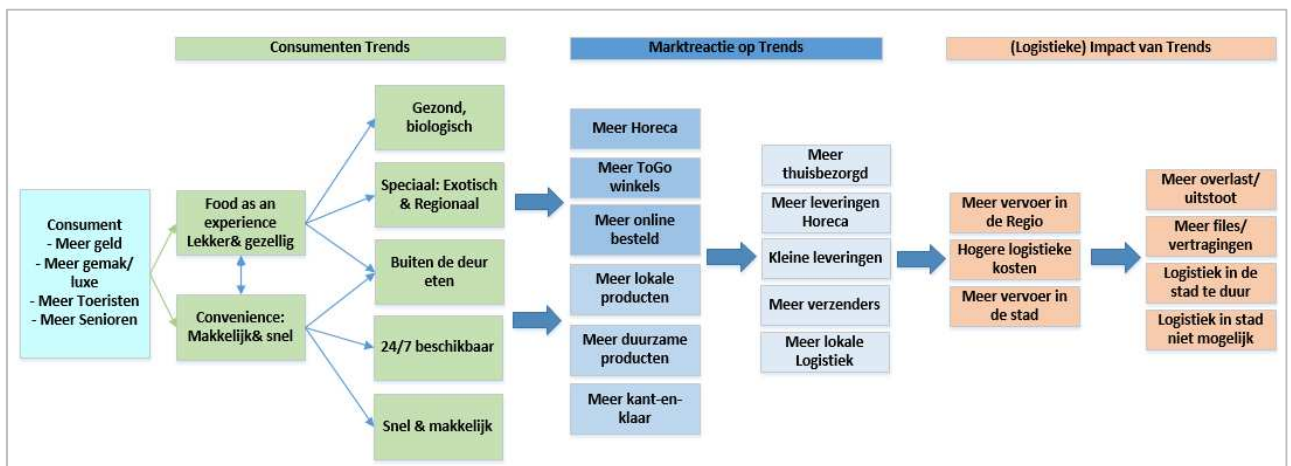 Consumenten Trends
Marktreactie op Trends
(Logistieke) Impact van Trends
Consument
- Meer geld
- Meer gemak/
luxe
- Meer Toeristen
- Meer Senioren
Food as an
experience
Lekker& gezellig
Convenience:
Makkelijk& snel
Gezond,
biologisch
Speciaal: Exotisch
& Regionaal
Buiten de deur
eten
24/7 beschikbaar
Snel & makkelijk
Meer Horeca
Meer ToGo
winkels
Meer online
besteld
Meer lokale
producten
Meer duurzame
producten
Meer kant-en-
klaar
Meer
thuisbezorgd
Meer leveringen
Horeca
Kleine leveringen
Meer verzenders
Meer lokale
Logistiek
Meer vervoer in
de Regio
Hogere logistieke
kosten
Meer vervoer in
de stad
Meer overlast/
uitstoot
Meer files/
vertragingen
Logistiek in de
stad te duur
Logistiek in stad
niet mogelijk